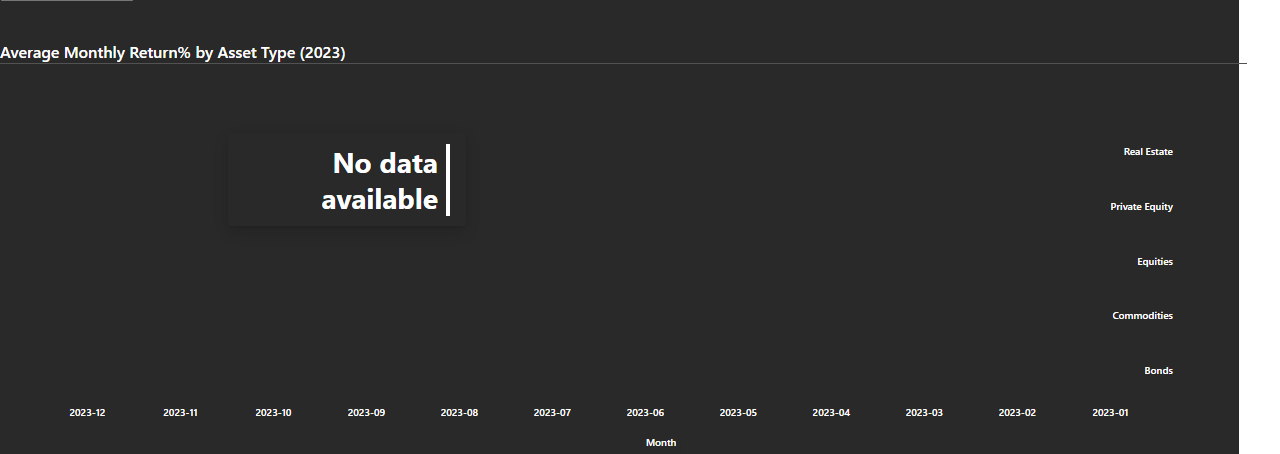 Average Monthly Return% by Asset Type (2023)
No data
available
Real Estate
Private Equity
Equities
Commodities
Bonds
2023-12 2023-11 2023-10 2023-09 2023-08 2023-07 2023-06 2023-05 2023-04 2023-03 2023-02 2023-01
Month